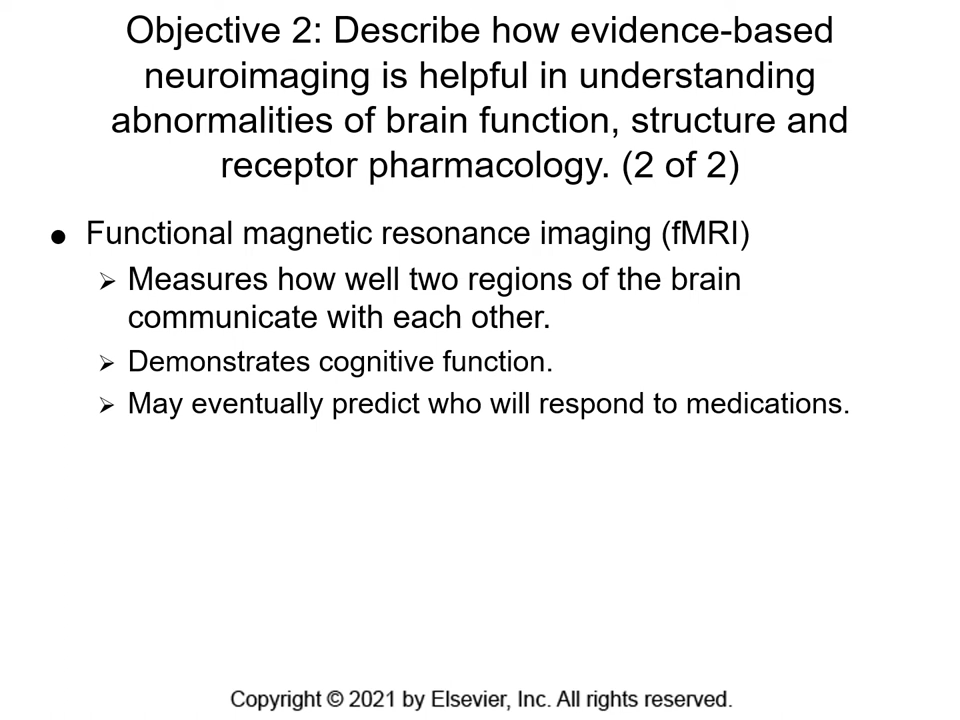 Objective 2: Describe how evidence-based
neuroimaging is helpful in understanding
abnormalities of brain function, structure and
receptor pharmacology. (2 of 2)
● Functional magnetic resonance imaging (fMRI)
➢ Measures how well two regions of the brain
communicate with each other.
➢ Demonstrates cognitive function.
➢ May eventually predict who will respond to medications.
Copyright © 2021 by Elsevier, Inc. All rights reserved.